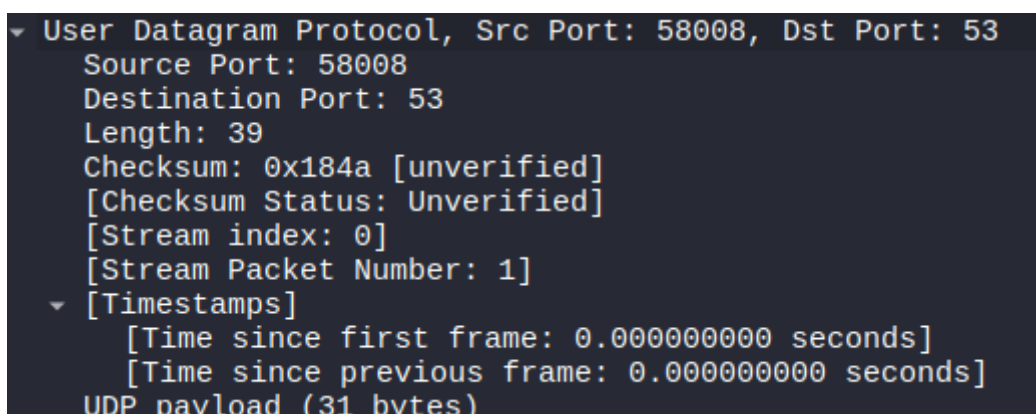 User Datagram Protocol, Src Port: 58008, Dst Port: 53
Source Port: 58008
Destination Port: 53
Length: 39
Checksum: 0x184a [unverified]
[Checksum Status: Unverified]
[Stream index: 0]
[Stream Packet Number: 1]
[Timestamps]
[Time since first frame: 0.000000000 seconds]
[Time since previous frame: 0.000000000 seconds]
UDP payload (31 bytes)